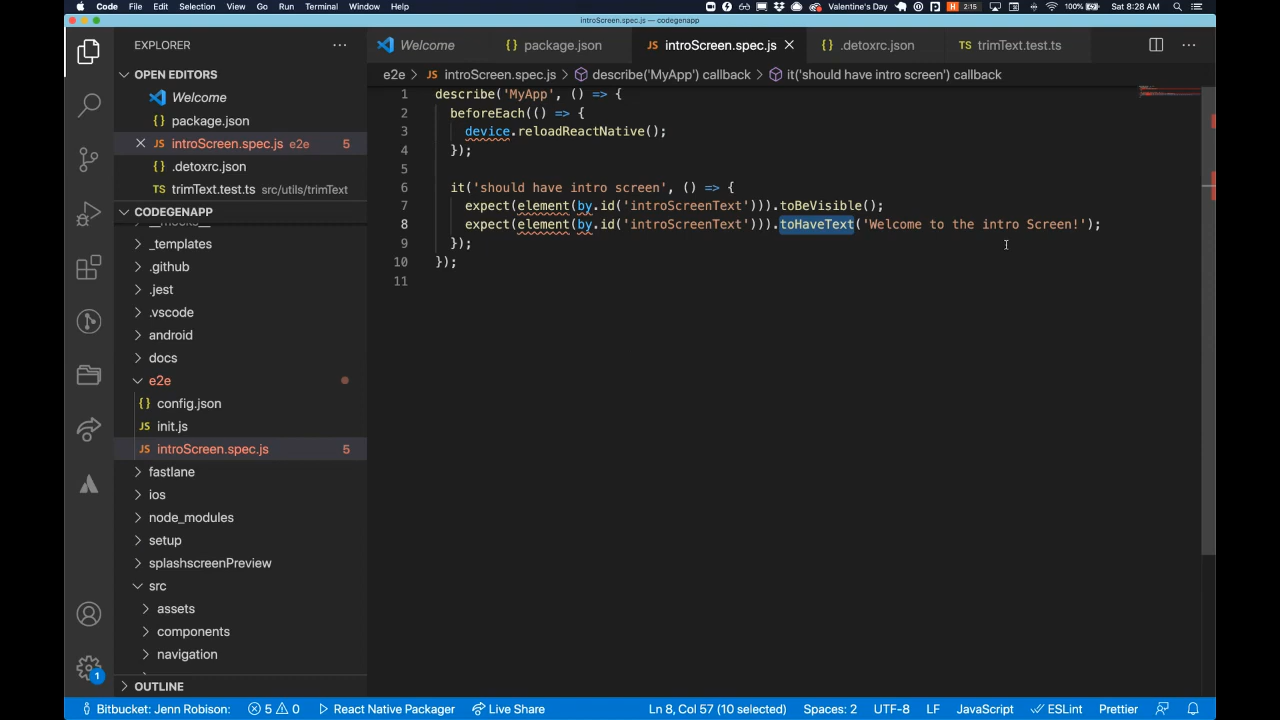 Code File Edit Selection View Go Run Terminal Window Help Valentine's Day H 2:15 100% Sat 8:28 AM
introScreen.spec.js — codegenapp
EXPLORER
OPEN EDITORS
Welcome
package.json
introScreen.spec.js e2e 5
.detoxrc.json
trimText.test.ts src/utils/trimText
CODEGENAPP
_templates
.github
.jest
.vscode
android
docs
e2e
config.json
JS init.js
JS introScreen.spec.js 5
fastlane
ios
node_modules
setup
splashscreenPreview
src
assets
components
navigation
OUTLINE
Welcome {} package.json JS introScreen.spec.js {} .detoxrc.json TS trimText.test.ts
e2e > JS introScreen.spec.js > describe('MyApp') callback > it('should have intro screen') callback
1 describe('MyApp', () => {
2 beforeEach(() => {
3 device.reloadReactNative();
4 });
5
6 it('should have intro screen', () => {
7 expect(element(by.id('introScreenText'))).toBeVisible();
8 expect(element(by.id('introScreenText'))).toHaveText('Welcome to the intro Screen!');
9 });
10 });
11
1
Bitbucket: Jenn Robison: 5 0 React Native Packager Live Share Ln 8, Col 57 (10 selected) Spaces: 2 UTF-8 LF JavaScript ESLint Prettier